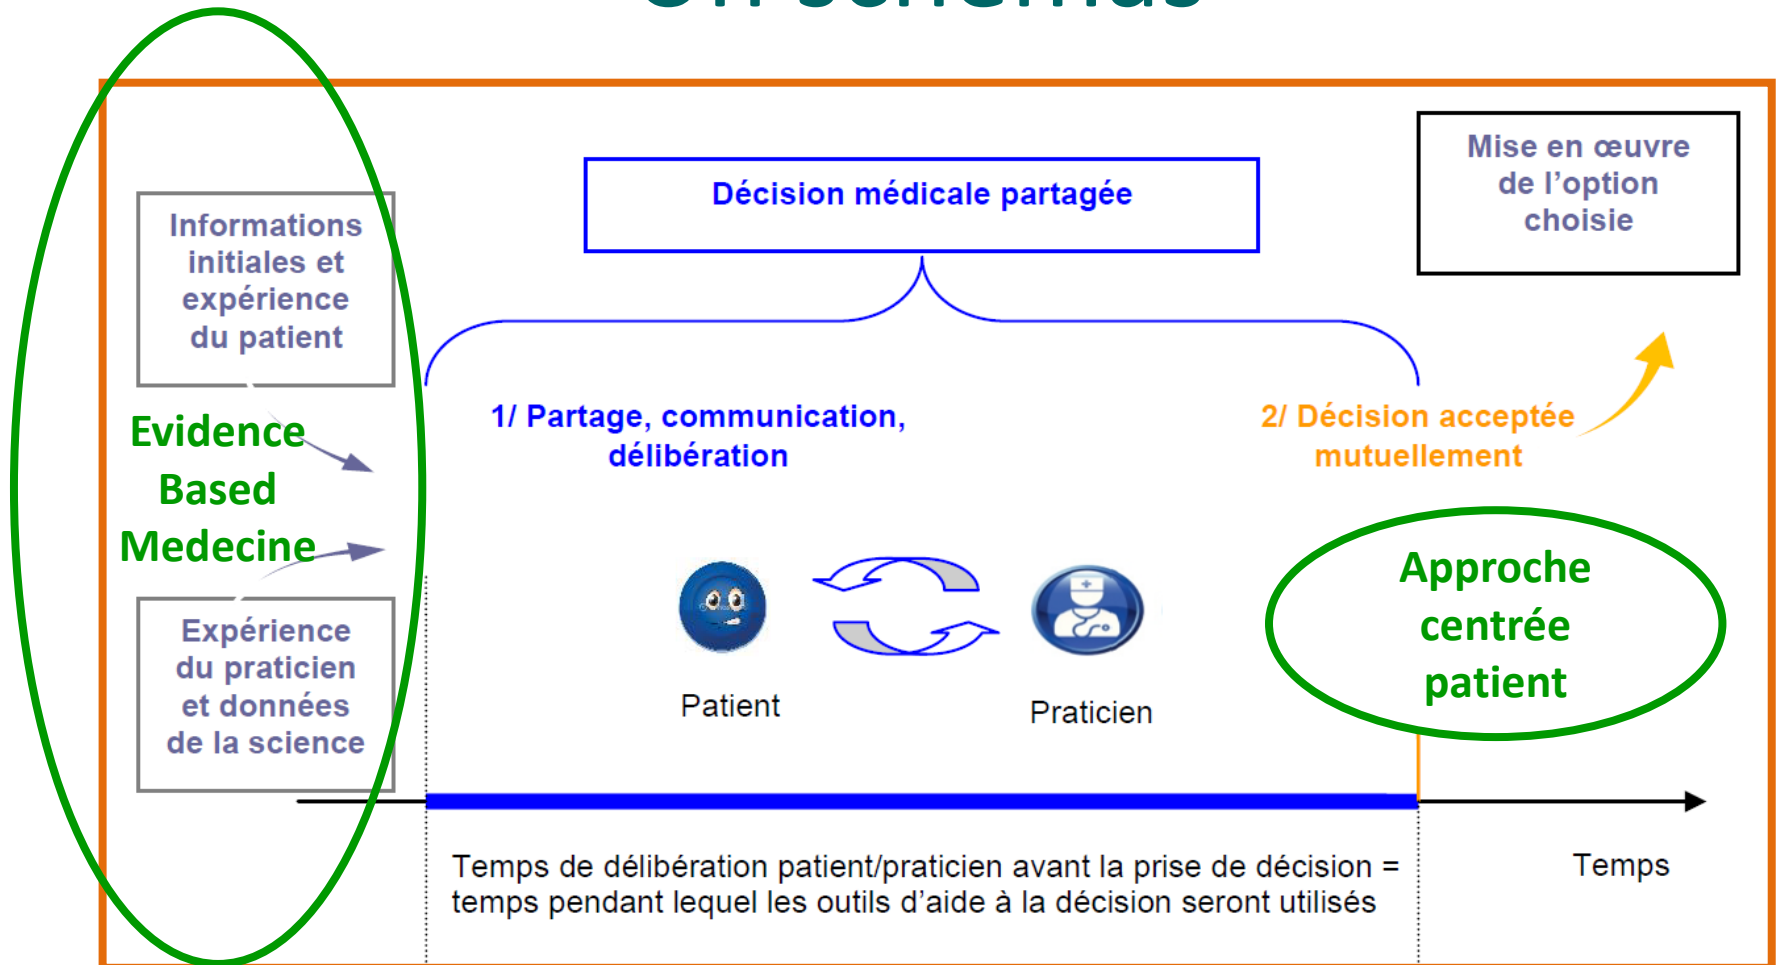 Informations
initiales et
expérience
du patient
Evidence
Based
Medecine
Expérience
du praticien
et données
de la science
Décision médicale partagée
1/ Partage, communication,
délibération
Patient
Praticien
2/ Décision acceptée
mutuellement
Mise en œuvre
de l'option
choisie
Approche
centrée
patient
Temps de délibération patient/praticien avant la prise de décision =
temps pendant lequel les outils d'aide à la décision seront utilisés
Temps